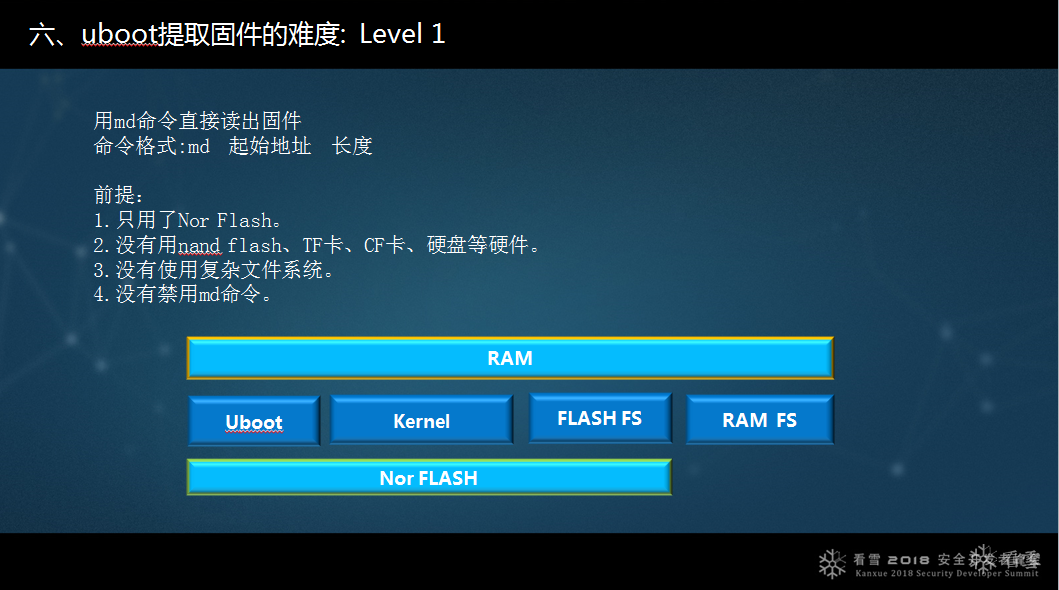 六、uboot提取固件的难度: Level 1
用md命令直接读出固件
命令格式:md 起始地址 长度
前提:
1. 只用了Nor Flash。
2. 没有用nand flash、TF卡、CF卡、硬盘等硬件。
3. 没有使用复杂文件系统。
4. 没有禁用md命令。
RAM
Uboot
Kernel
FLASH FS
RAM FS
Nor FLASH
看雪 2018 安全开发者峰会
Kanxue 2018 Security Developer Summit
看雪